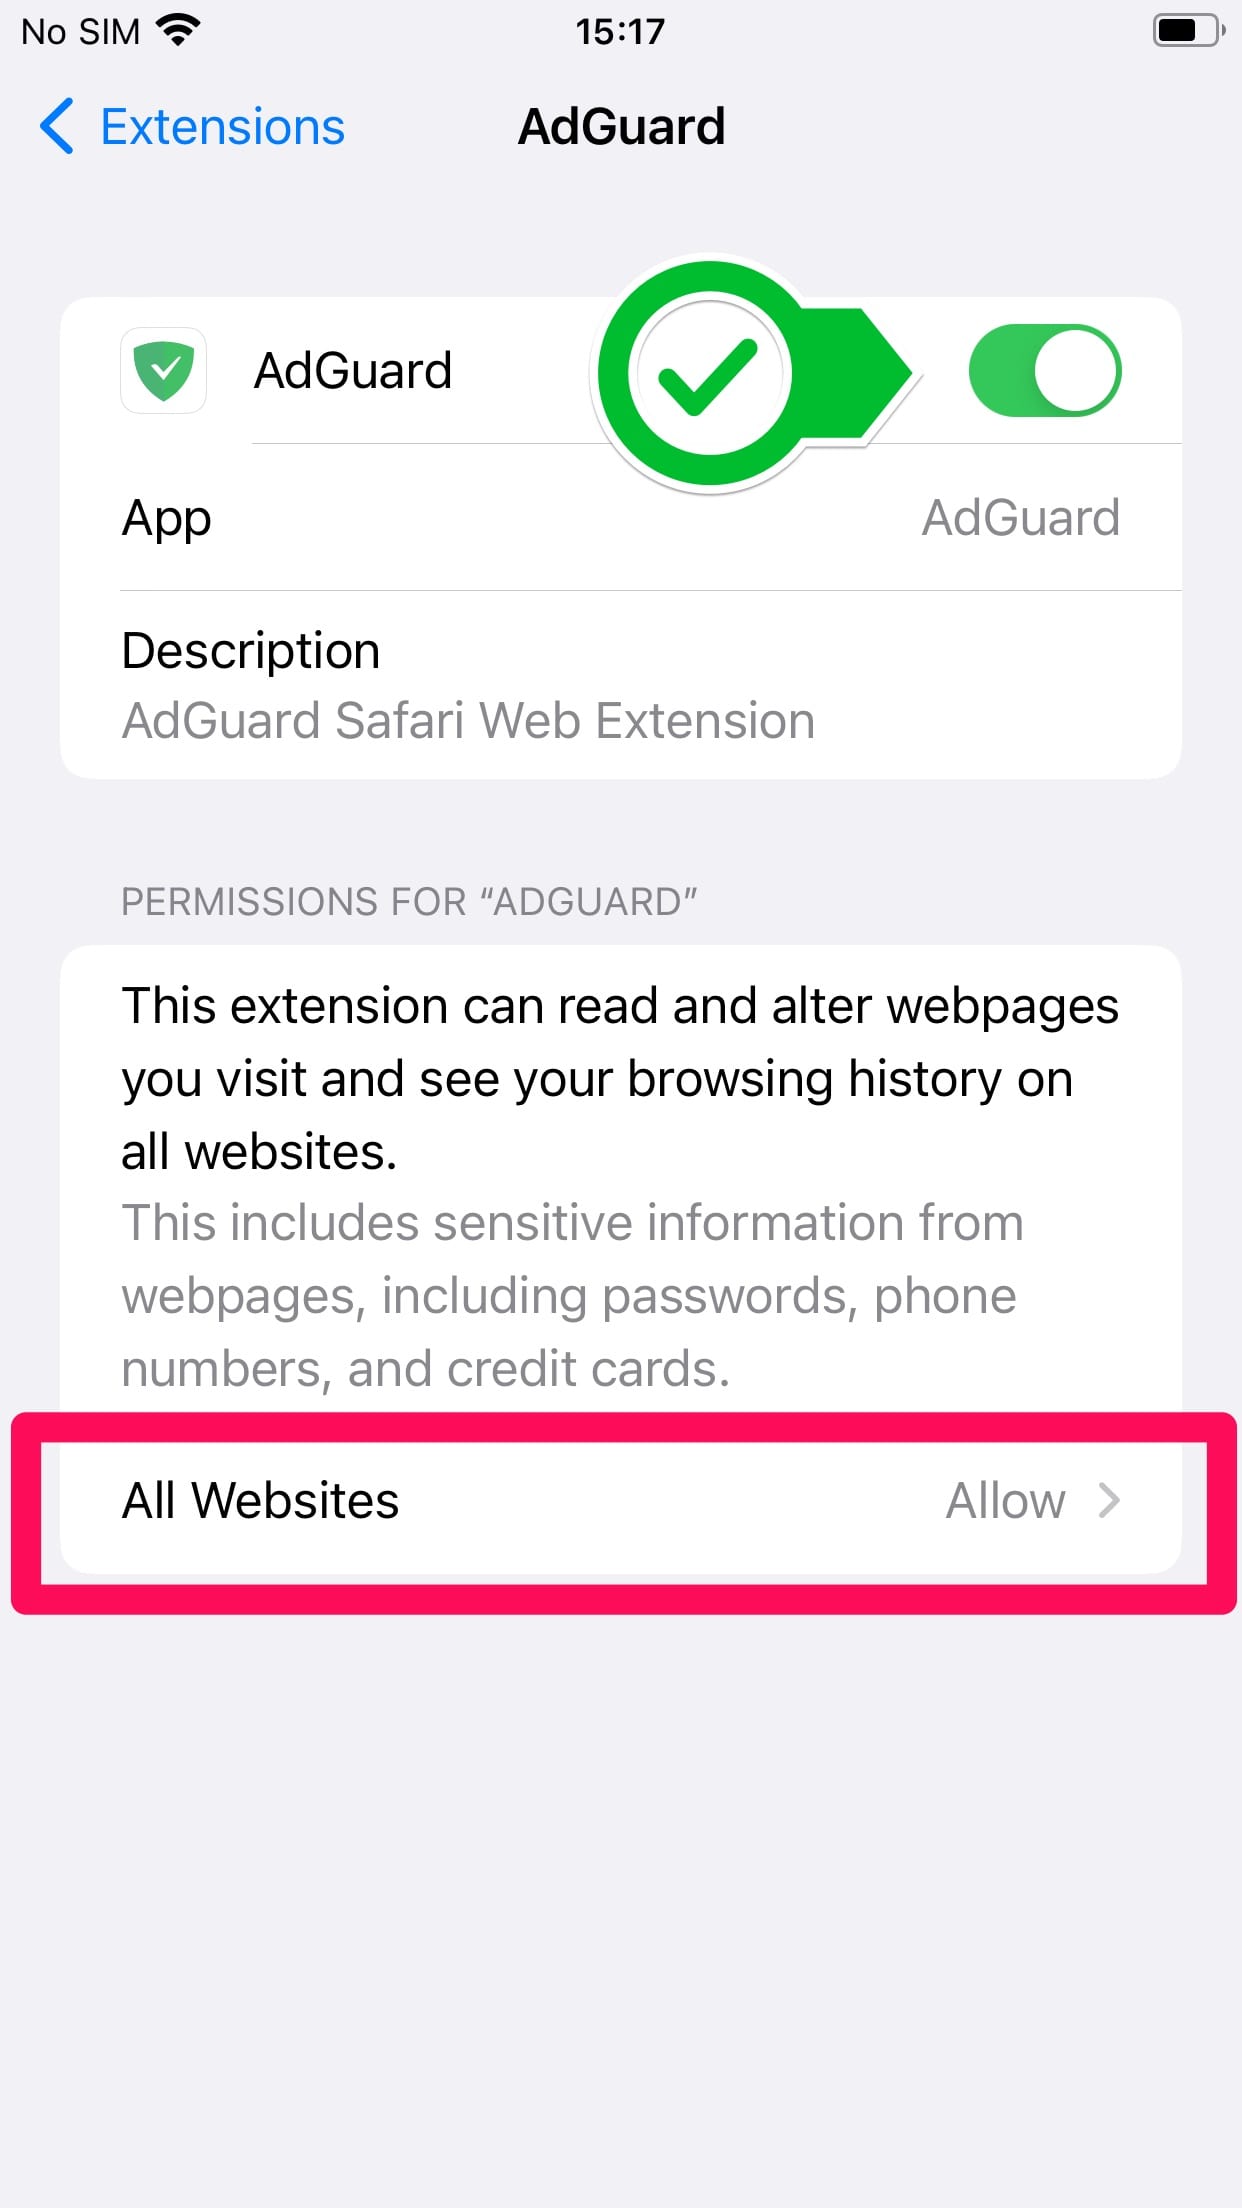 No SIM 15:17
Extensions AdGuard
AdGuard
App AdGuard
Description
AdGuard Safari Web Extension
PERMISSIONS FOR “ADGUARD”
This extension can read and alter webpages
you visit and see your browsing history on
all websites.
This includes sensitive information from
webpages, including passwords, phone
numbers, and credit cards.
All Websites Allow